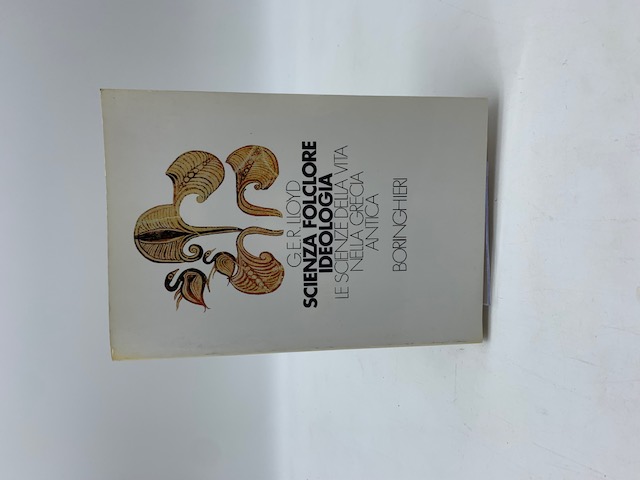 G.E.R. LLOYD
SCIENZA FOLCLORE
IDEOLOGIA
LE SCIENZE DELLA VITA
NELLA GRECIA
ANTICA
BORINGHIERI